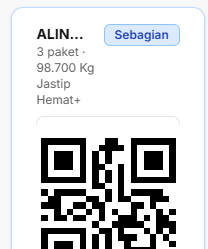 ALIN... Sebagian
3 paket ·
98.700 Kg
Jastip
Hemat+